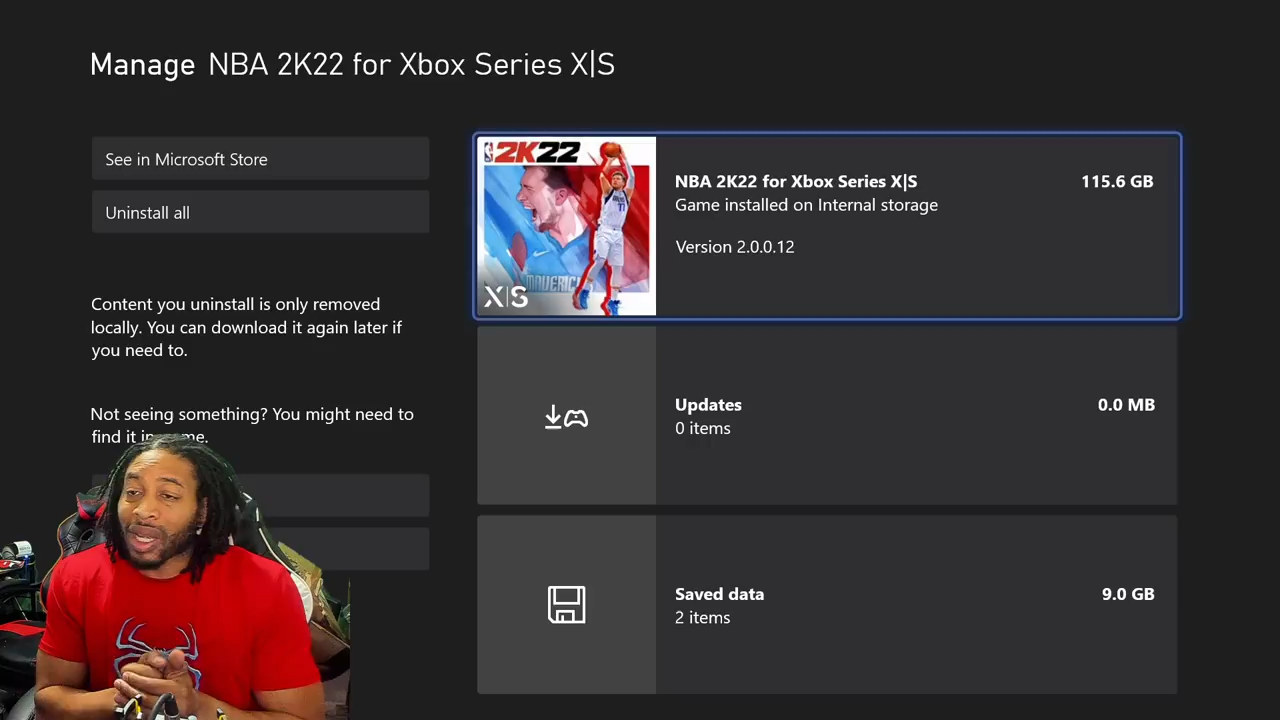 Manage NBA 2K22 for Xbox Series X|S
See in Microsoft Store
Uninstall all
Content you uninstall is only removed
locally. You can download it again later if
you need to.
Not seeing something? You might need to
find it in
2K22
MAVERIC
77
X|S
NBA 2K22 for Xbox Series X|S
115.6 GB
Game installed on Internal storage
Version 2.0.0.12
Updates
0.0 MB
0 items
Saved data
9.0 GB
2 items